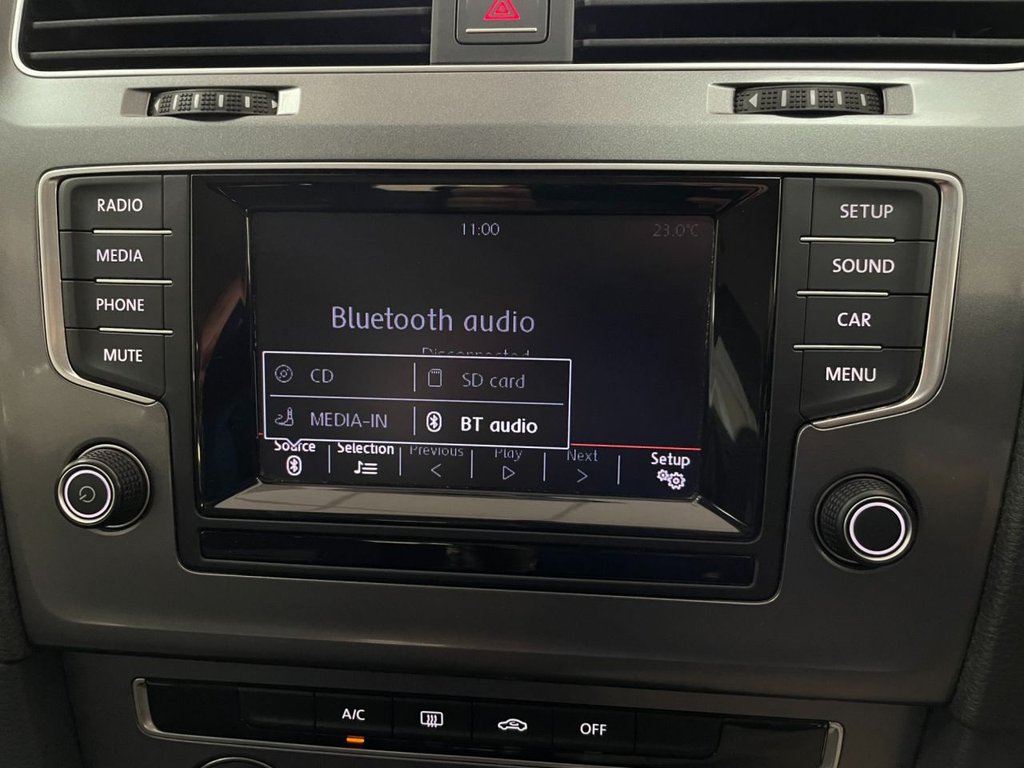 RADIO
MEDIA
PHONE
MUTE
11:00 23.0°C
Bluetooth audio
Disconnected
CD SD card
MEDIA-IN BT audio
Source Selection Previous Play Next Setup
SETUP
SOUND
CAR
MENU
A/C OFF